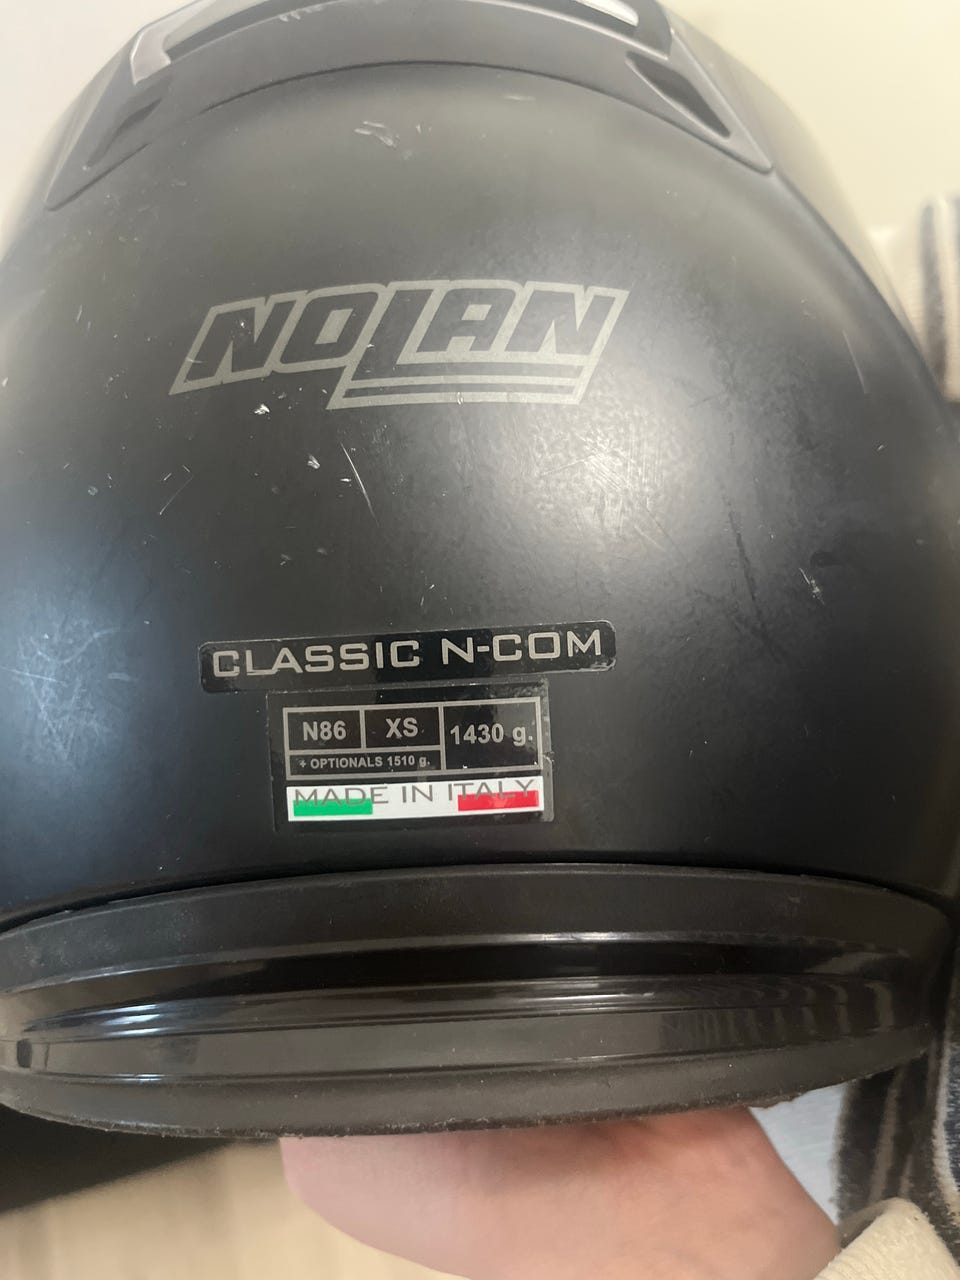 NOLAN
CLASSIC N-COM
N86 XS 1430 g.
+ OPTIONALS 1510 g.
MADE IN ITALY